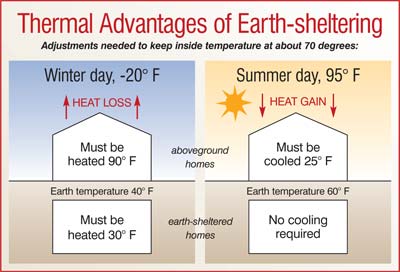 Thermal Advantages of Earth-sheltering
Adjustments needed to keep inside temperature at about 70 degrees:
Winter day, -20° F
HEAT LOSS
Must be
heated 90° F
Earth temperature 40° F
Must be
heated 30° F
aboveground
homes
earth-sheltered
homes
Summer day, 95° F
HEAT GAIN
Must be
cooled 25° F
Earth temperature 60° F
No cooling
required